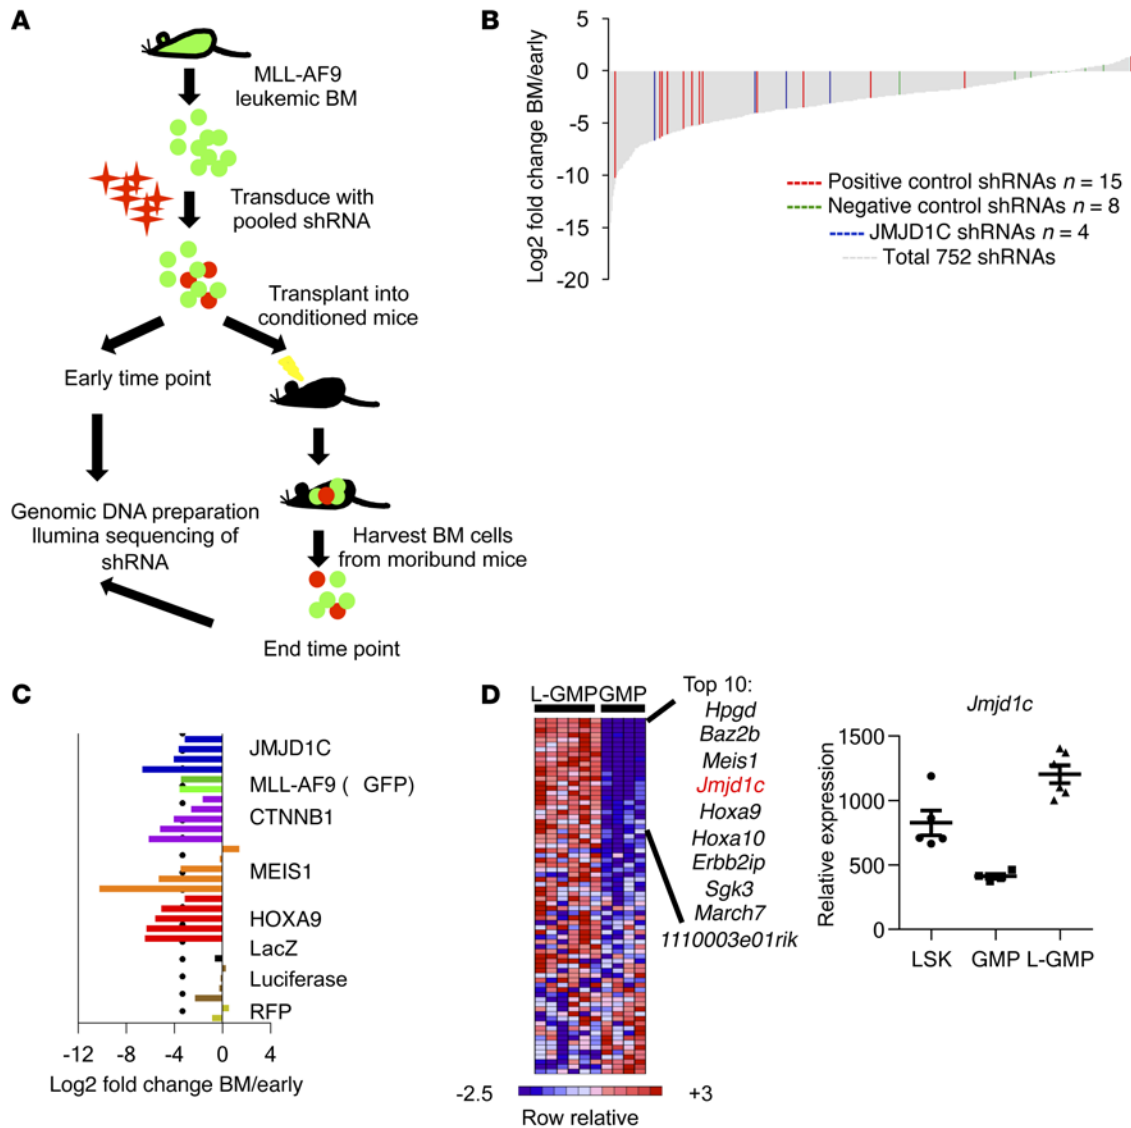 A
MLL-AF9
leukemic BM
Transduce with
pooled shRNA
Transplant into
conditioned mice
Early time point
Genomic DNA preparation
Ilumina sequencing of
shRNA
Harvest BM cells
from moribund mice
End time point
B
Log2 fold change BM/early
5
0
-5
-10
-15
-20
Positive control shRNAs n = 15
Negative control shRNAs n = 8
JMJD1C shRNAs n = 4
Total 752 shRNAs
C
JMJD1C
MLL-AF9 ( GFP)
CTNNB1
MEIS1
HOXA9
LacZ
Luciferase
RFP
-12 -8 -4 0 4
Log2 fold change BM/early
D
L-GMP GMP
Top 10:
Hpgd
Baz2b
Meis1
Jmjd1c
Hoxa9
Hoxa10
Erbb2ip
Sgk3
March7
1110003e01rik
-2.5 +3
Row relative
Jmjd1c
Relative expression
1500
1000
500
0
LSK GMP L-GMP